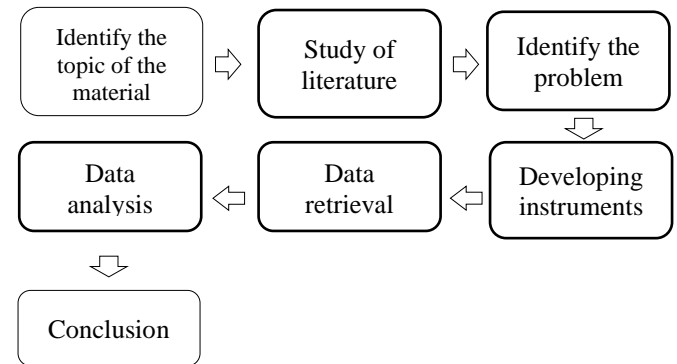 Identify the
topic of the
material
Study of
literature
Identify the
problem
Developing
instruments
Data
retrieval
Data
analysis
Conclusion